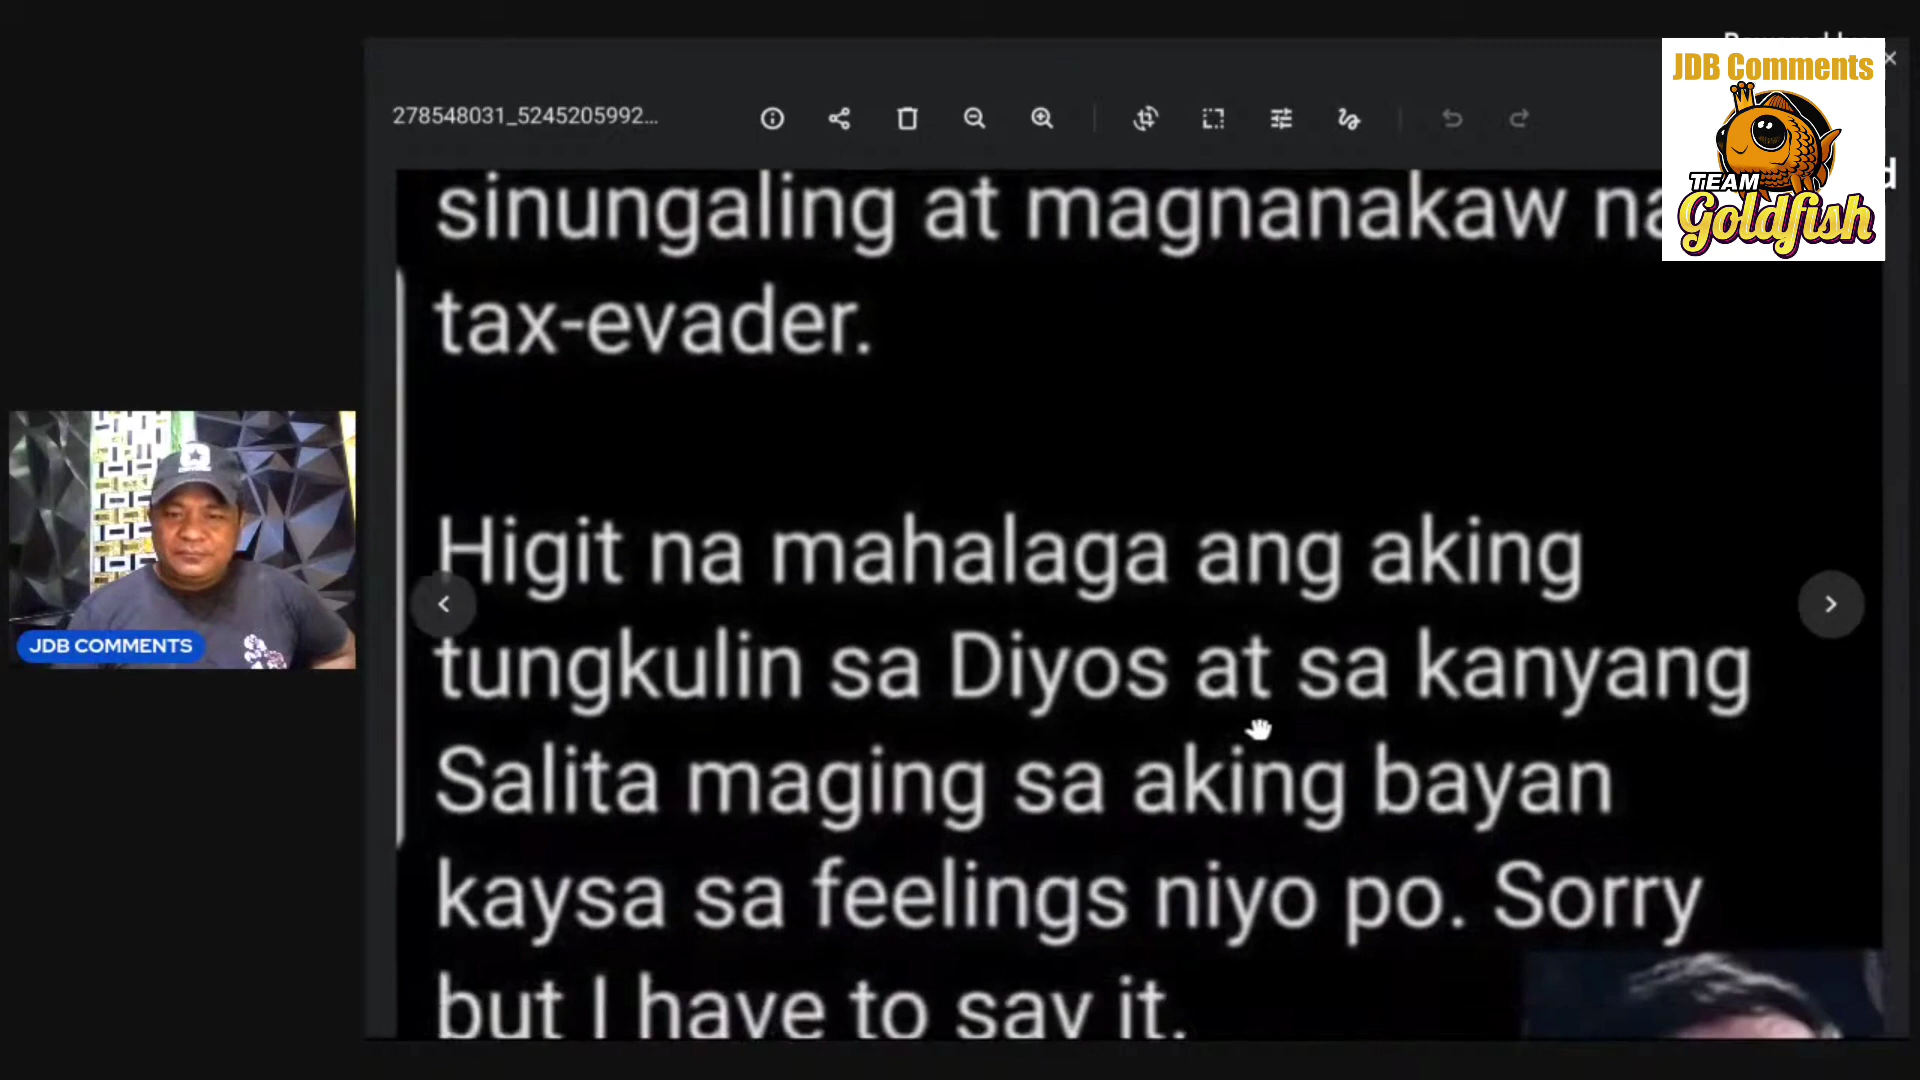 JDB Comments
278548031_5245205992...
TEAM
Goldfish
sinungaling at magnanakaw
tax-evader.
Higit na mahalaga ang aking
tungkulin sa Diyos at sa kanyang
Salita maging sa aking bayan
kaysa sa feelings niyo po. Sorry
but I have to say it.
JDB COMMENTS